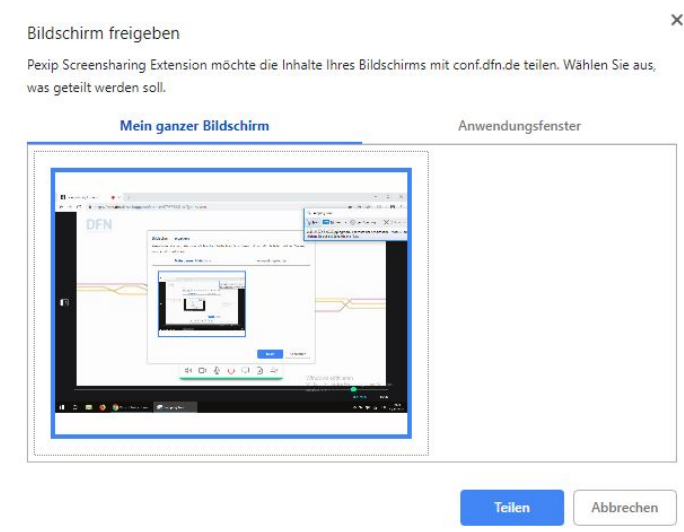 Bildschirm freigeben
Pexip Screensharing Extension möchte die Inhalte Ihres Bildschirms mit conf.dfn.de teilen. Wählen Sie aus,
was geteilt werden soll.
Mein ganzer Bildschirm Anwendungsfenster
DFN
Teilen Abbrechen